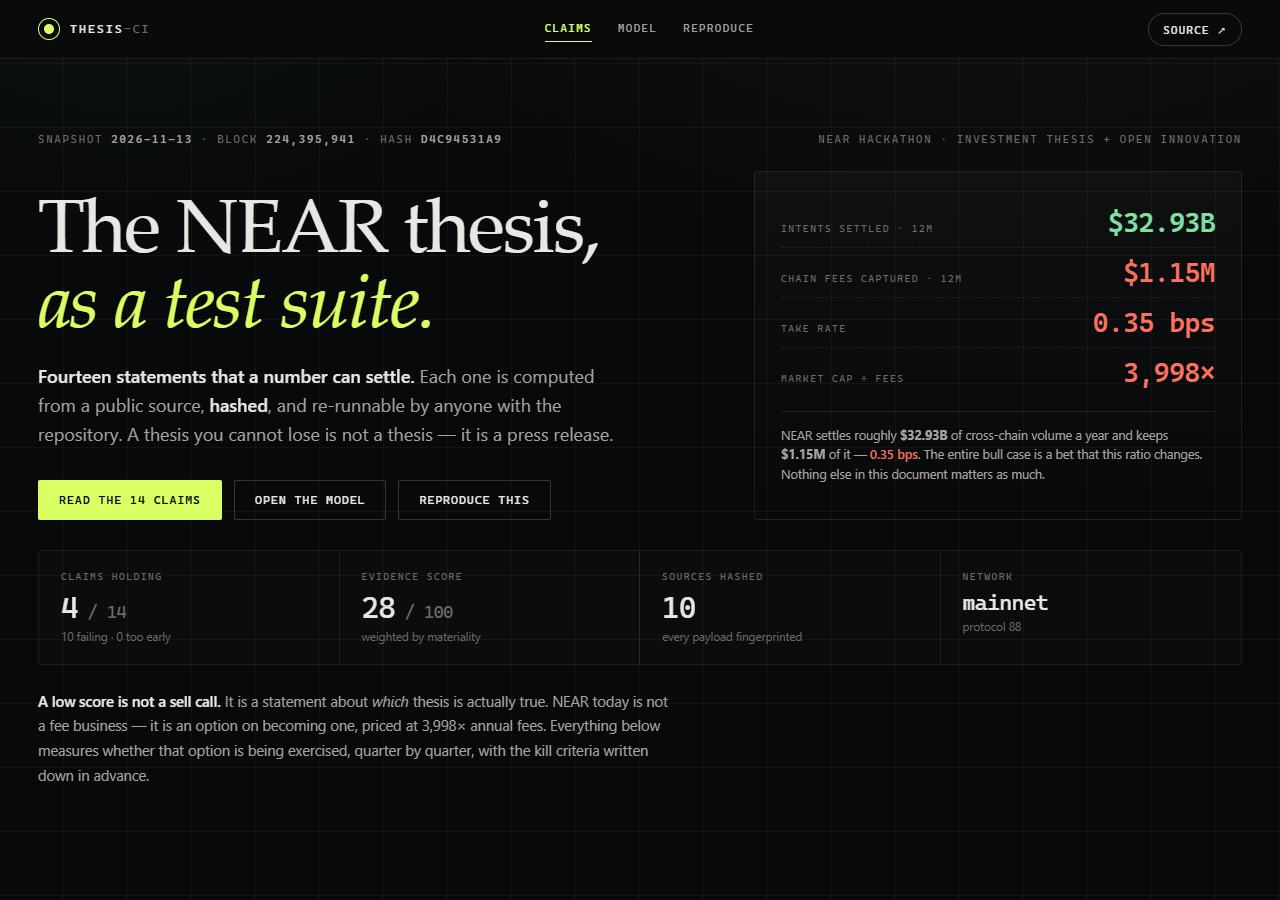 THESIS-CI
CLAIMS MODEL REPRODUCE
SOURCE ↗
SNAPSHOT 2026-11-13 · BLOCK 224,395,941 · HASH D4C94531A9
NEAR HACKATHON · INVESTMENT THESIS + OPEN INNOVATION
The NEAR thesis,
as a test suite.
Fourteen statements that a number can settle. Each one is computed
from a public source, hashed, and re-runnable by anyone with the
repository. A thesis you cannot lose is not a thesis — it is a press release.
READ THE 14 CLAIMS OPEN THE MODEL REPRODUCE THIS
INTENTS SETTLED · 12M $32.93B
CHAIN FEES CAPTURED · 12M $1.15M
TAKE RATE 0.35 bps
MARKET CAP ÷ FEES 3,998×
NEAR settles roughly $32.93B of cross-chain volume a year and keeps
$1.15M of it — 0.35 bps. The entire bull case is a bet that this ratio changes.
Nothing else in this document matters as much.
CLAIMS HOLDING
4 / 14
10 failing · 0 too early
EVIDENCE SCORE
28 / 100
weighted by materiality
SOURCES HASHED
10
every payload fingerprinted
NETWORK
mainnet
protocol 88
A low score is not a sell call. It is a statement about which thesis is actually true. NEAR today is not
a fee business — it is an option on becoming one, priced at 3,998× annual fees. Everything below
measures whether that option is being exercised, quarter by quarter, with the kill criteria written
down in advance.